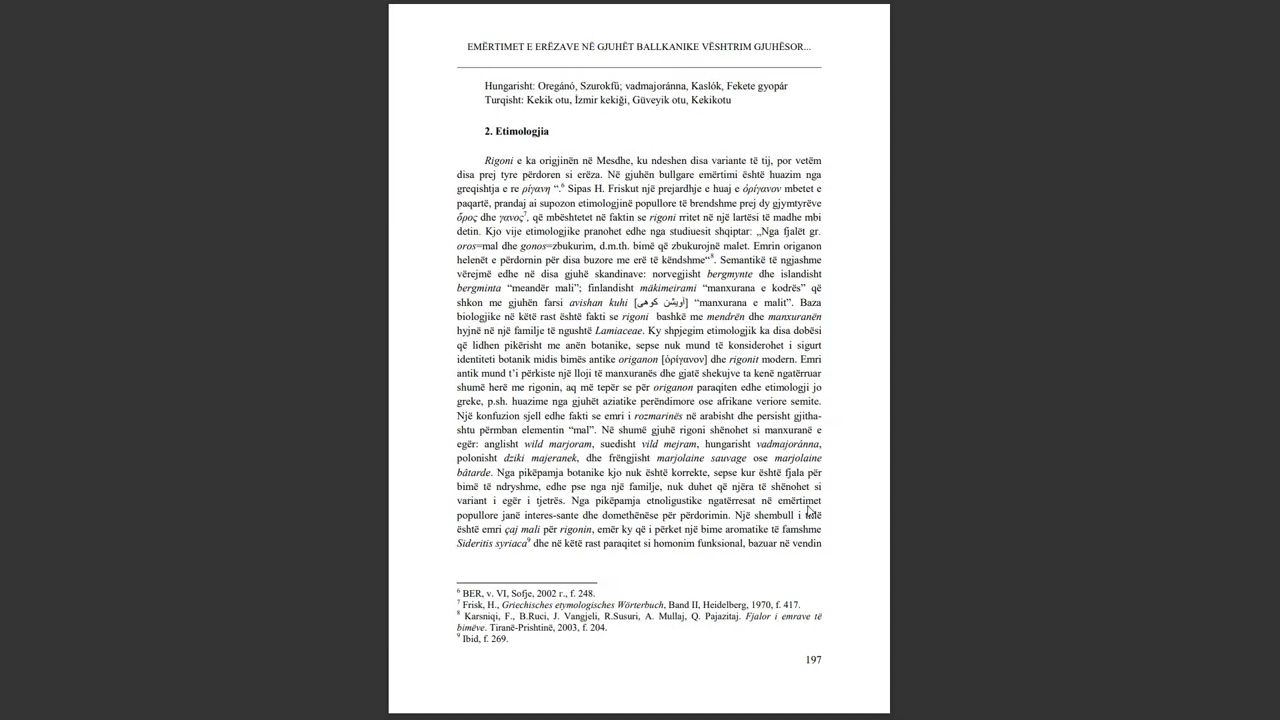 EMËRTIMET E ERËZAVE NË GJUHËT BALLKANIKE VËSHTRIM GJUHËSOR...
Hungarisht: Oregánó, Szurokfű; vadmajoránna, Kaslók, Fekete gyopár
Turqisht: Kekik otu, İzmir kekiği, Güveyik otu, Kekikotu
2. Etimologjia
Rigoni e ka origjinën në Mesdhe, ku ndeshen disa variante të tij, por vetëm
disa prej tyre përdoren si erëza. Në gjuhën bullgare emërtimi është huazim nga
greqishtja e re ρίγανη “.6 Sipas H. Friskut një prejardhje e huaj e όρίγανον mbetet e
paqartë, prandaj ai supozon etimologjinë popullore të brendshme prej dy gjymtyrëve
ὄρος dhe γανος7, që mbështetet në faktin se rigoni rritet në një lartësi të madhe mbi
detin. Kjo vije etimologjike pranohet edhe nga studiuesit shqiptar: „Nga fjalët gr.
oros=mal dhe gonos=zbukurim, d.m.th. bimë që zbukurojnë malet. Emrin origanon
helenët e përdornin për disa buzore me erë të këndshme“8. Semantikë të ngjashme
vërejmë edhe në disa gjuhë skandinave: norvegjisht bergmynte dhe islandisht
bergminta “meandër mali”; finlandisht mäkimeirami “manxurana e kodrës” që
shkon me gjuhën farsi avishan kuhi [آویشن کوهی] “manxurana e malit”. Baza
biologjike në këtë rast është fakti se rigoni bashkë me mendrën dhe manxuranën
hyjnë në një familje të ngushtë Lamiaceae. Ky shpjegim etimologjik ka disa dobësi
që lidhen pikërisht me anën botanike, sepse nuk mund të konsiderohet i sigurt
identiteti botanik midis bimës antike origanon [ὀρίγανον] dhe rigonit modern. Emri
antik mund t’i përkiste një lloji të manxuranës dhe gjatë shekujve ta kenë ngatërruar
shumë herë me rigonin, aq më tepër se për origanon paraqiten edhe etimologji jo
greke, p.sh. huazime nga gjuhët aziatike perëndimore ose afrikane veriore semite.
Një konfuzion sjell edhe fakti se emri i rozmarinës në arabisht dhe persisht gjitha-
shtu përmban elementin “mal”. Në shumë gjuhë rigoni shënohet si manxuranë e
egër: anglisht wild marjoram, suedisht vild mejram, hungarisht vadmajoránna,
polonisht dziki majeranek, dhe frëngjisht marjolaine sauvage ose marjolaine
bâtarde. Nga pikëpamja botanike kjo nuk është korrekte, sepse kur është fjala për
bimë të ndryshme, edhe pse nga një familje, nuk duhet që njëra të shënohet si
variant i egër i tjetrës. Nga pikëpamja etnoligustike ngatërresat në emërtimet
popullore janë interes-sante dhe domethënëse për përdorimin. Një shembull i tillë
është emri çaj mali për rigonin, emër ky që i përket një bime aromatike të famshme
Sideritis syriaca9 dhe në këtë rast paraqitet si homonim funksional, bazuar në vendin
6 BER, v. VI, Sofje, 2002 г., f. 248.
7 Frisk, H., Griechisches etymologisches Wörterbuch, Band II, Heidelberg, 1970, f. 417.
8 Karsniqi, F., B.Ruci, J. Vangjeli, R.Susuri, A. Mullaj, Q. Pajazitaj. Fjalor i emrave të
bimëve. Tiranë-Prishtinë, 2003, f. 204.
9 Ibid, f. 269.
197